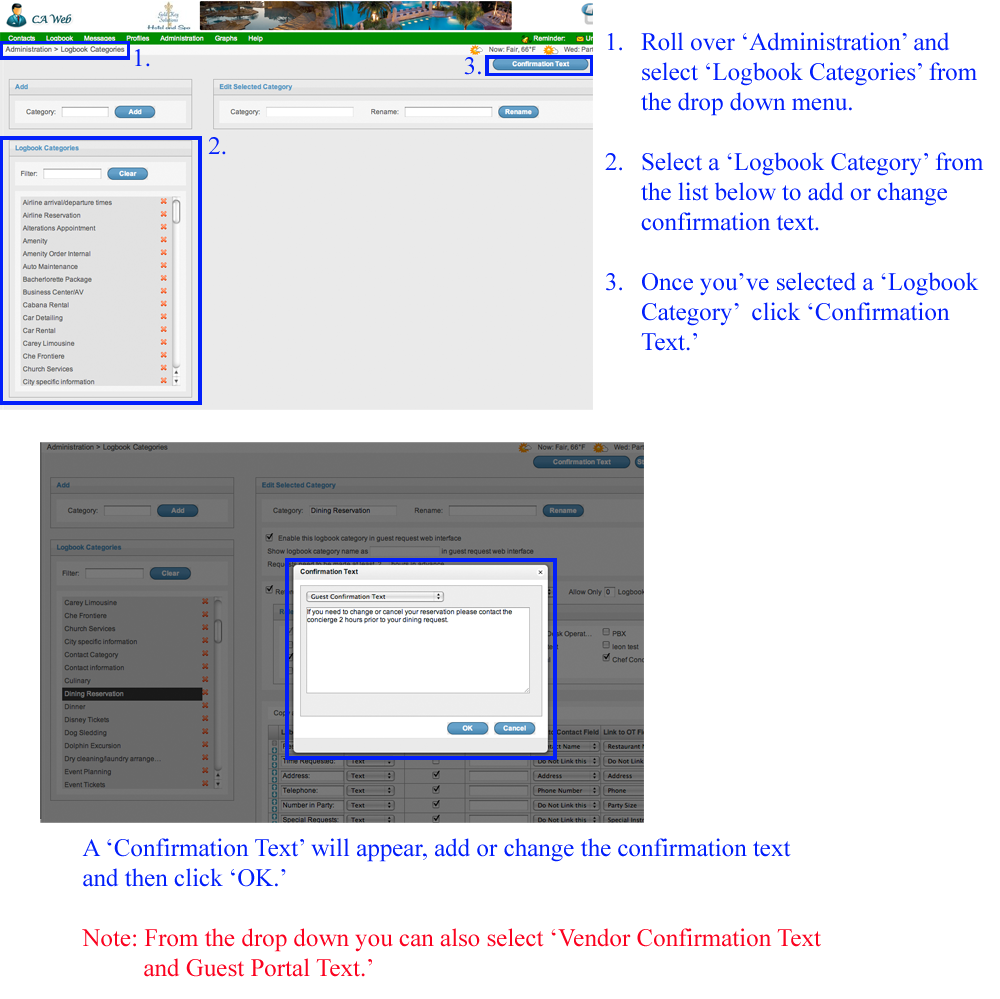 CA Web
Gold Key
Solutions
Hotel and Spa
Contacts Logbook Messages Profiles Administration Graphs Help Reminder:
Administration > Logbook Categories
Now: Fair, 66°F Wed:
1.
3. Confirmation Text
Add
Category: Add
Edit Selected Category
Category: Rename: Rename
2.
Logbook Categories
Filter: Clear
Airline arrival/departure times
Airline Reservation
Alterations Appointment
Amenity
Amenity Order Internal
Auto Maintenance
Bacherlorette Package
Business Center/AV
Cabana Rental
Car Detailing
Car Rental
Carey Limousine
Che Frontiere
Church Services
City specific information
1. Roll over ‘Administration’ and
select ‘Logbook Categories’ from
the drop down menu.
2. Select a ‘Logbook Category’ from
the list below to add or change
confirmation text.
3. Once you’ve selected a ‘Logbook
Category’ click ‘Confirmation
Text.’
Administration > Logbook Categories
Now: Fair, 66°F Wed:
Confirmation Text
Add
Category: Add
Edit Selected Category
Category: Dining Reservation Rename: Rename
Enable this logbook category in guest request web interface
Show logbook category name as in guest request web interface
Logbook Categories
Filter: Clear
Carey Limousine
Che Frontiere
Church Services
City specific information
Contact Category
Contact information
Culinary
Dining Reservation
Dinner
Disney Tickets
Dog Sledding
Dolphin Excursion
Dry cleaning/laundry arrange...
Event Planning
Event Tickets
Confirmation Text ×
Guest Confirmation Text
If you need to change or cancel your reservation please contact the
concierge 2 hours prior to your dining request.
OK Cancel
Allow Only 0
PBX
leon test
Contact Field Link to OT
Time Requested: Text Do Not Link this
Address: Text Address Address
Telephone: Text Phone Number Phone
Number in Party: Text Do Not Link this Party Size
Special Requests: Text Do Not Link this
A ‘Confirmation Text’ will appear, add or change the confirmation text
and then click ‘OK.’
Note: From the drop down you can also select ‘Vendor Confirmation Text
and Guest Portal Text.’